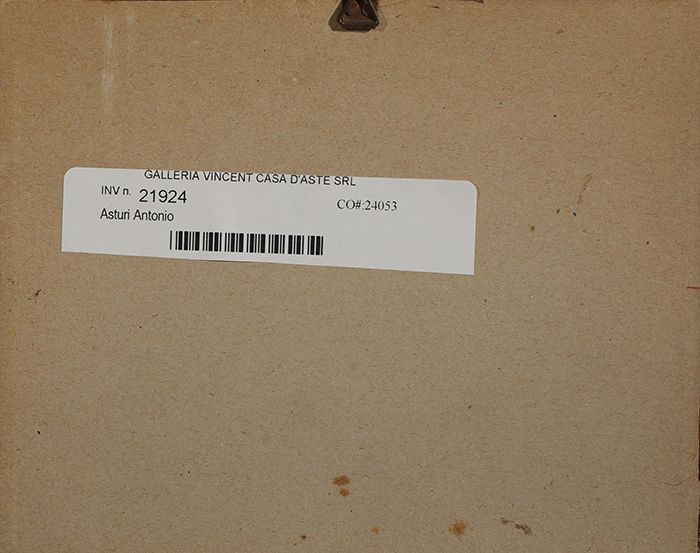 GALLERIA VINCENT CASA D'ASTE SRL
INV n. 21924 CO#:24053
Asturi Antonio